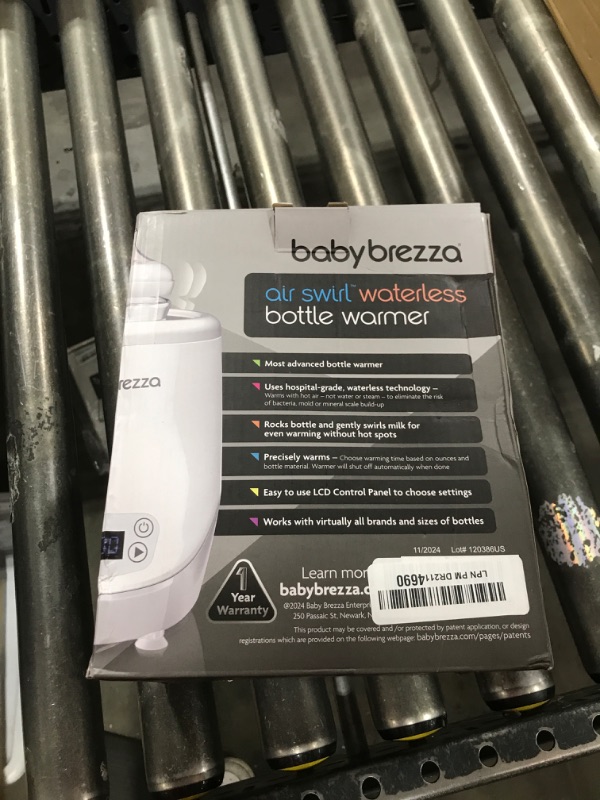 babybrezza
air swirl™ waterless
bottle warmer
rezza
Most advanced bottle warmer
Uses hospital-grade, waterless technology –
Warms with hot air – not water or steam – to eliminate the risk
of bacteria, mold or mineral scale build-up
Rocks bottle and gently swirls milk for
even warming without hot spots
Precisely warms – Choose warming time based on ounces and
bottle material. Warmer will shut off automatically when done
Easy to use LCD Control Panel to choose settings
Works with virtually all brands and sizes of bottles
11/2024 Lot# 120386US
1
Year
Warranty
Learn mor
babybrezza.c
@2024 Baby Brezza Enterpri
250 Passaic St, Newark, N
LPN PM DR2114690
This product may be covered and /or protected by patent application, or design
registrations which are provided on the following webpage: babybrezza.com/pages/patents